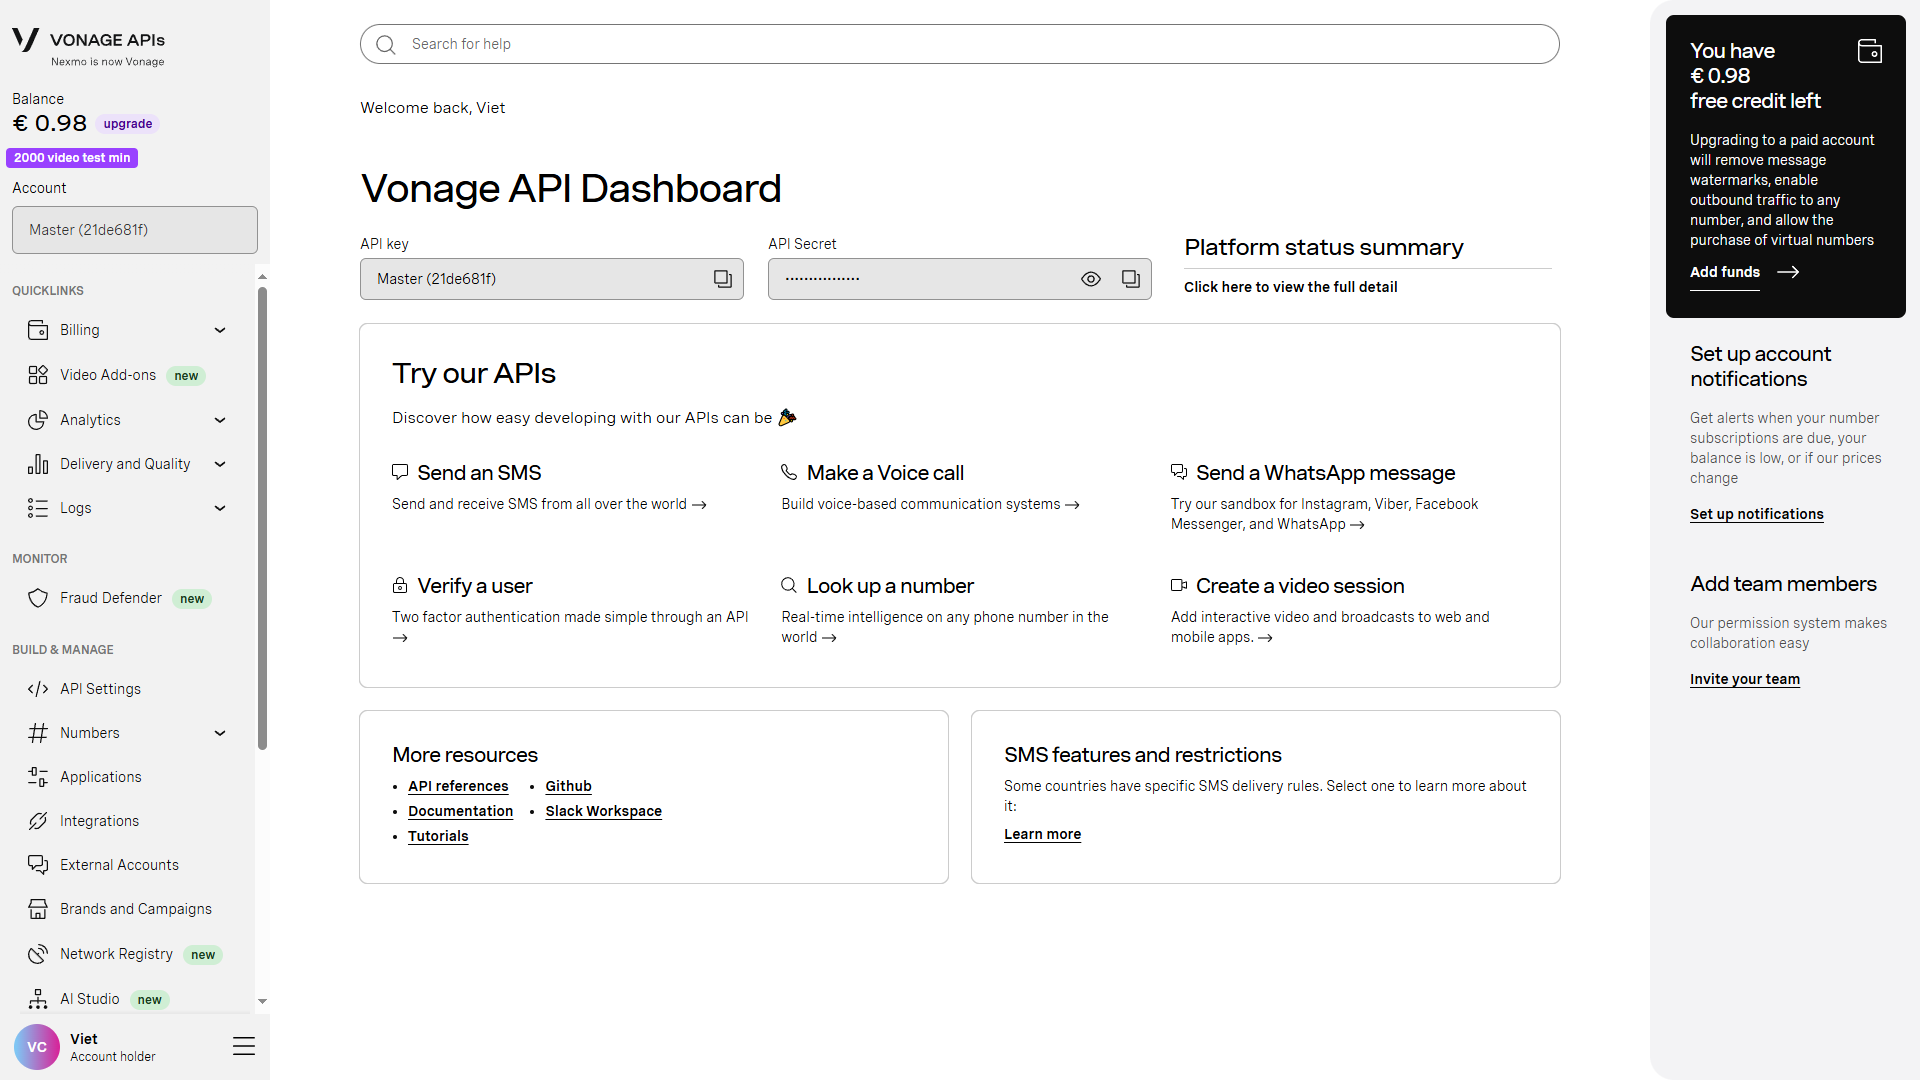 VONAGE APIs
Nexmo is now Vonage
Balance
€ 0.98 upgrade
2000 video test min
Account
Master (21de681f)
QUICKLINKS
Billing
Video Add-ons new
Analytics
Delivery and Quality
Logs
MONITOR
Fraud Defender new
BUILD & MANAGE
API Settings
Numbers
Applications
Integrations
External Accounts
Brands and Campaigns
Network Registry new
AI Studio new
VC
Viet
Account holder
Search for help
Welcome back, Viet
Vonage API Dashboard
API key
Master (21de681f)
API Secret
•••••••••••••••
Platform status summary
Click here to view the full detail
Try our APIs
Discover how easy developing with our APIs can be
Send an SMS
Send and receive SMS from all over the world →
Make a Voice call
Build voice-based communication systems →
Send a WhatsApp message
Try our sandbox for Instagram, Viber, Facebook
Messenger, and WhatsApp →
Verify a user
Two factor authentication made simple through an API
→
Look up a number
Real-time intelligence on any phone number in the
world →
Create a video session
Add interactive video and broadcasts to web and
mobile apps. →
More resources
• API references
• Documentation
• Tutorials
• Github
• Slack Workspace
SMS features and restrictions
Some countries have specific SMS delivery rules. Select one to learn more about
it:
Learn more
You have
€ 0.98
free credit left
Upgrading to a paid account
will remove message
watermarks, enable
outbound traffic to any
number, and allow the
purchase of virtual numbers
Add funds →
Set up account
notifications
Get alerts when your number
subscriptions are due, your
balance is low, or if our prices
change
Set up notifications
Add team members
Our permission system makes
collaboration easy
Invite your team